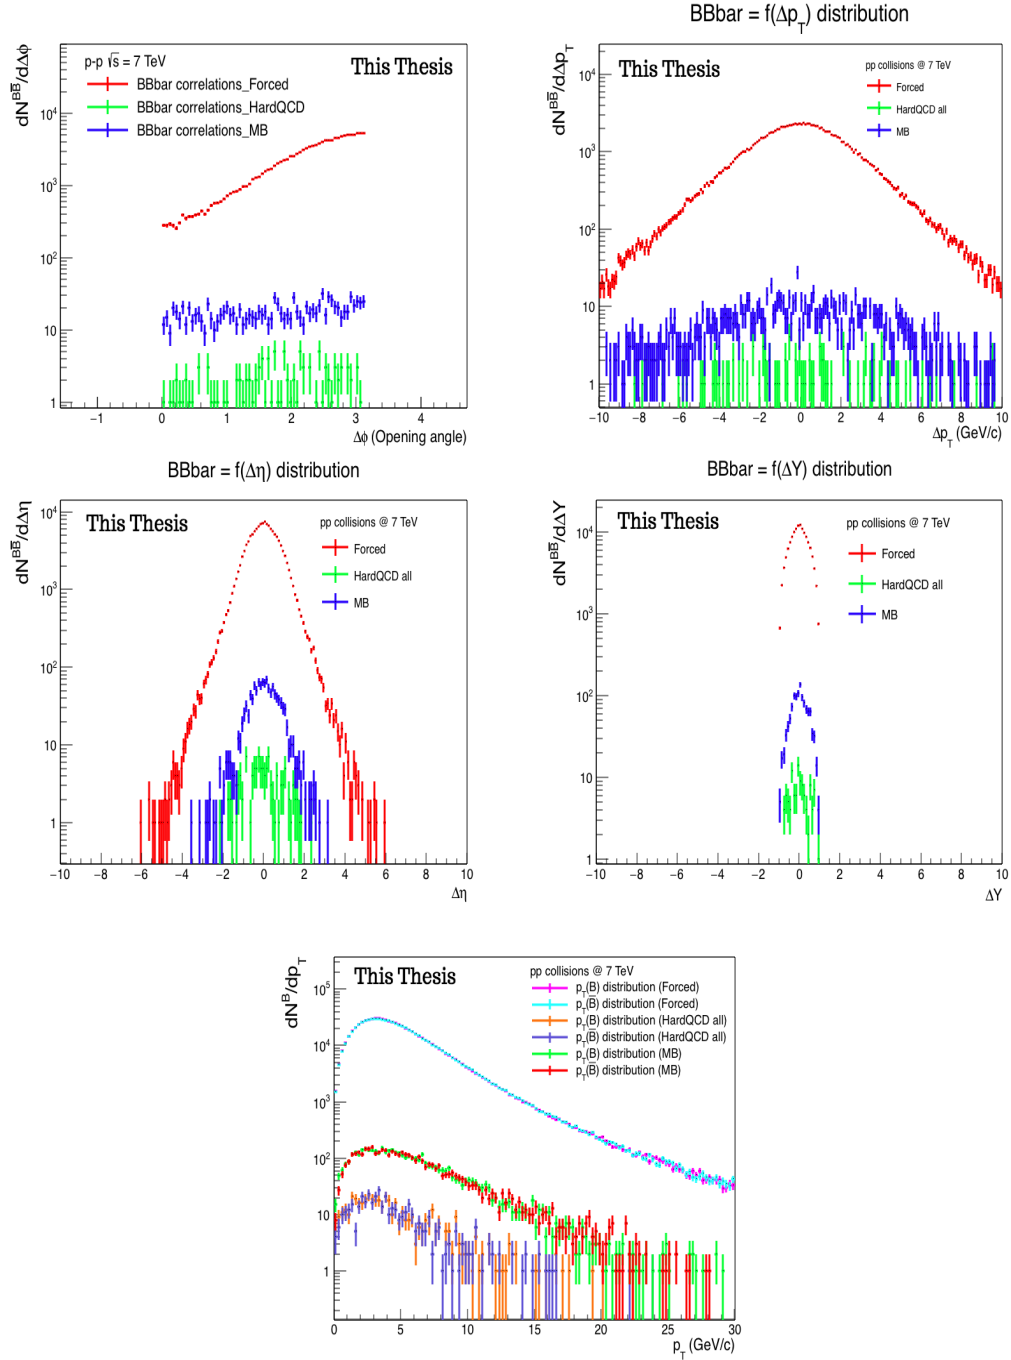 BBbar = f(Δp_T) distribution
dN^BB̅/dΔϕ
p-p √s = 7 TeV
This Thesis
BBbar correlations_Forced
BBbar correlations_HardQCD
BBbar correlations_MB
10^4
10^3
10^2
10
1
−1 0 1 2 3 4
Δϕ (Opening angle)
dN^BB̅/dΔp_T
This Thesis
pp collisions @ 7 TeV
Forced
HardQCD all
MB
10^4
10^3
10^2
10
1
−10 −8 −6 −4 −2 0 2 4 6 8 10
Δp_T (GeV/c)
BBbar = f(Δη) distribution
dN^BB̅/dΔη
This Thesis
pp collisions @ 7 TeV
Forced
HardQCD all
MB
10^4
10^3
10^2
10
1
−10 −8 −6 −4 −2 0 2 4 6 8 10
Δη
BBbar = f(ΔY) distribution
dN^BB̅/dΔY
This Thesis
pp collisions @ 7 TeV
Forced
HardQCD all
MB
10^4
10^3
10^2
10
1
−10 −8 −6 −4 −2 0 2 4 6 8 10
ΔY
dN^B/dp_T
This Thesis
pp collisions @ 7 TeV
p_T(B) distribution (Forced)
p_T(B̅) distribution (Forced)
p_T(B) distribution (HardQCD all)
p_T(B̅) distribution (HardQCD all)
p_T(B) distribution (MB)
p_T(B̅) distribution (MB)
10^5
10^4
10^3
10^2
10
1
0 5 10 15 20 25 30
p_T (GeV/c)